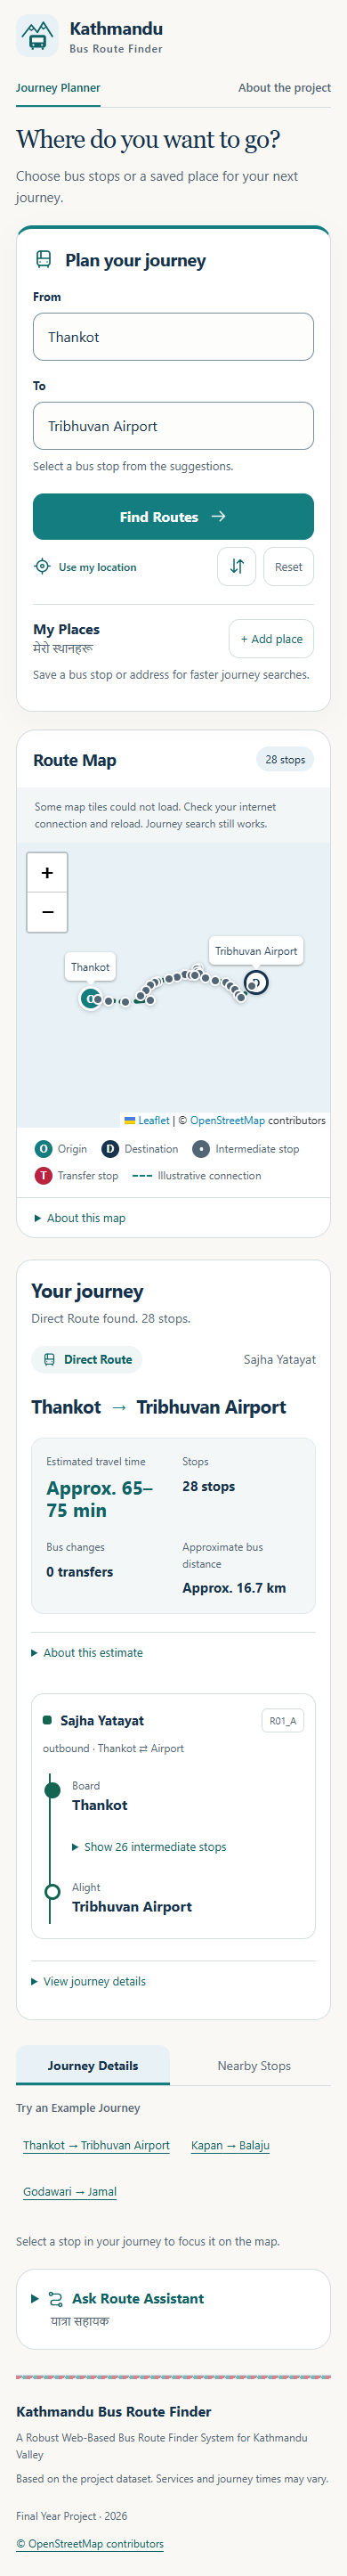 Kathmandu
Bus Route Finder
Journey Planner
About the project
Where do you want to go?
Choose bus stops or a saved place for your next
journey.
Plan your journey
From
Thankot
To
Tribhuvan Airport
Select a bus stop from the suggestions.
Find Routes →
Use my location
Reset
My Places
मेरो स्थानहरू
+ Add place
Save a bus stop or address for faster journey searches.
Route Map
28 stops
Some map tiles could not load. Check your internet
connection and reload. Journey search still works.
+
−
Thankot
Tribhuvan Airport
O
D
Leaflet | © OpenStreetMap contributors
O Origin
D Destination
Intermediate stop
T Transfer stop
Illustrative connection
About this map
Your journey
Direct Route found. 28 stops.
Direct Route
Sajha Yatayat
Thankot → Tribhuvan Airport
Estimated travel time
Approx. 65–
75 min
Stops
28 stops
Bus changes
0 transfers
Approximate bus
distance
Approx. 16.7 km
About this estimate
Sajha Yatayat
R01_A
outbound · Thankot ⇄ Airport
Board
Thankot
Show 26 intermediate stops
Alight
Tribhuvan Airport
View journey details
Journey Details
Nearby Stops
Try an Example Journey
Thankot → Tribhuvan Airport
Kapan → Balaju
Godawari → Jamal
Select a stop in your journey to focus it on the map.
Ask Route Assistant
यात्रा सहायक
Kathmandu Bus Route Finder
A Robust Web-Based Bus Route Finder System for Kathmandu
Valley
Based on the project dataset. Services and journey times may vary.
Final Year Project · 2026
© OpenStreetMap contributors